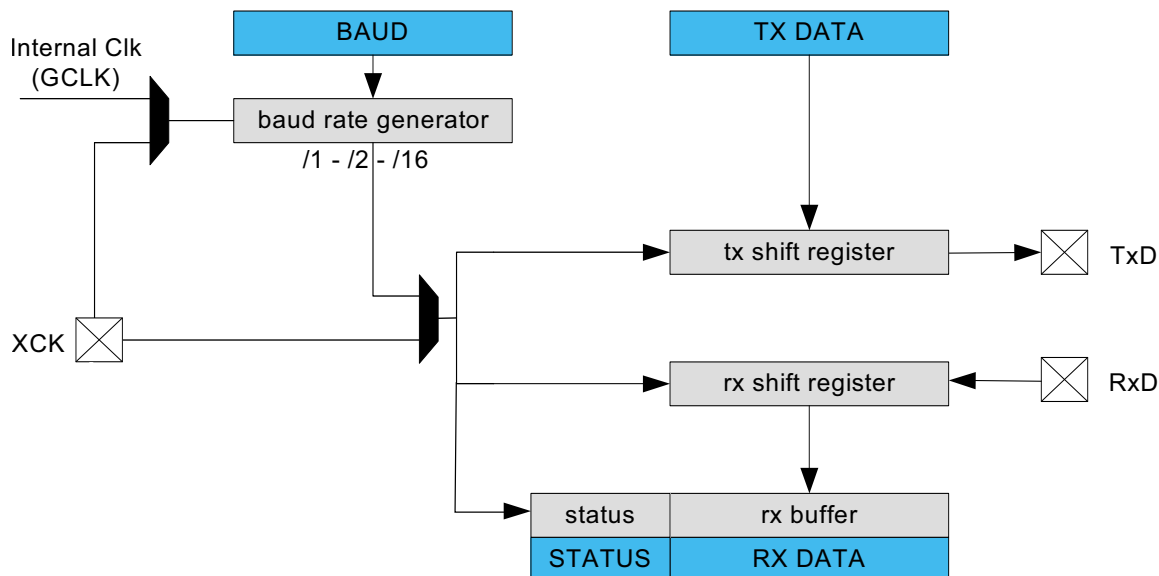 BAUD
TX DATA
Internal Clk
(GCLK)
baud rate generator
/1 - /2 - /16
tx shift register
TxD
XCK
rx shift register
RxD
status
rx buffer
STATUS
RX DATA